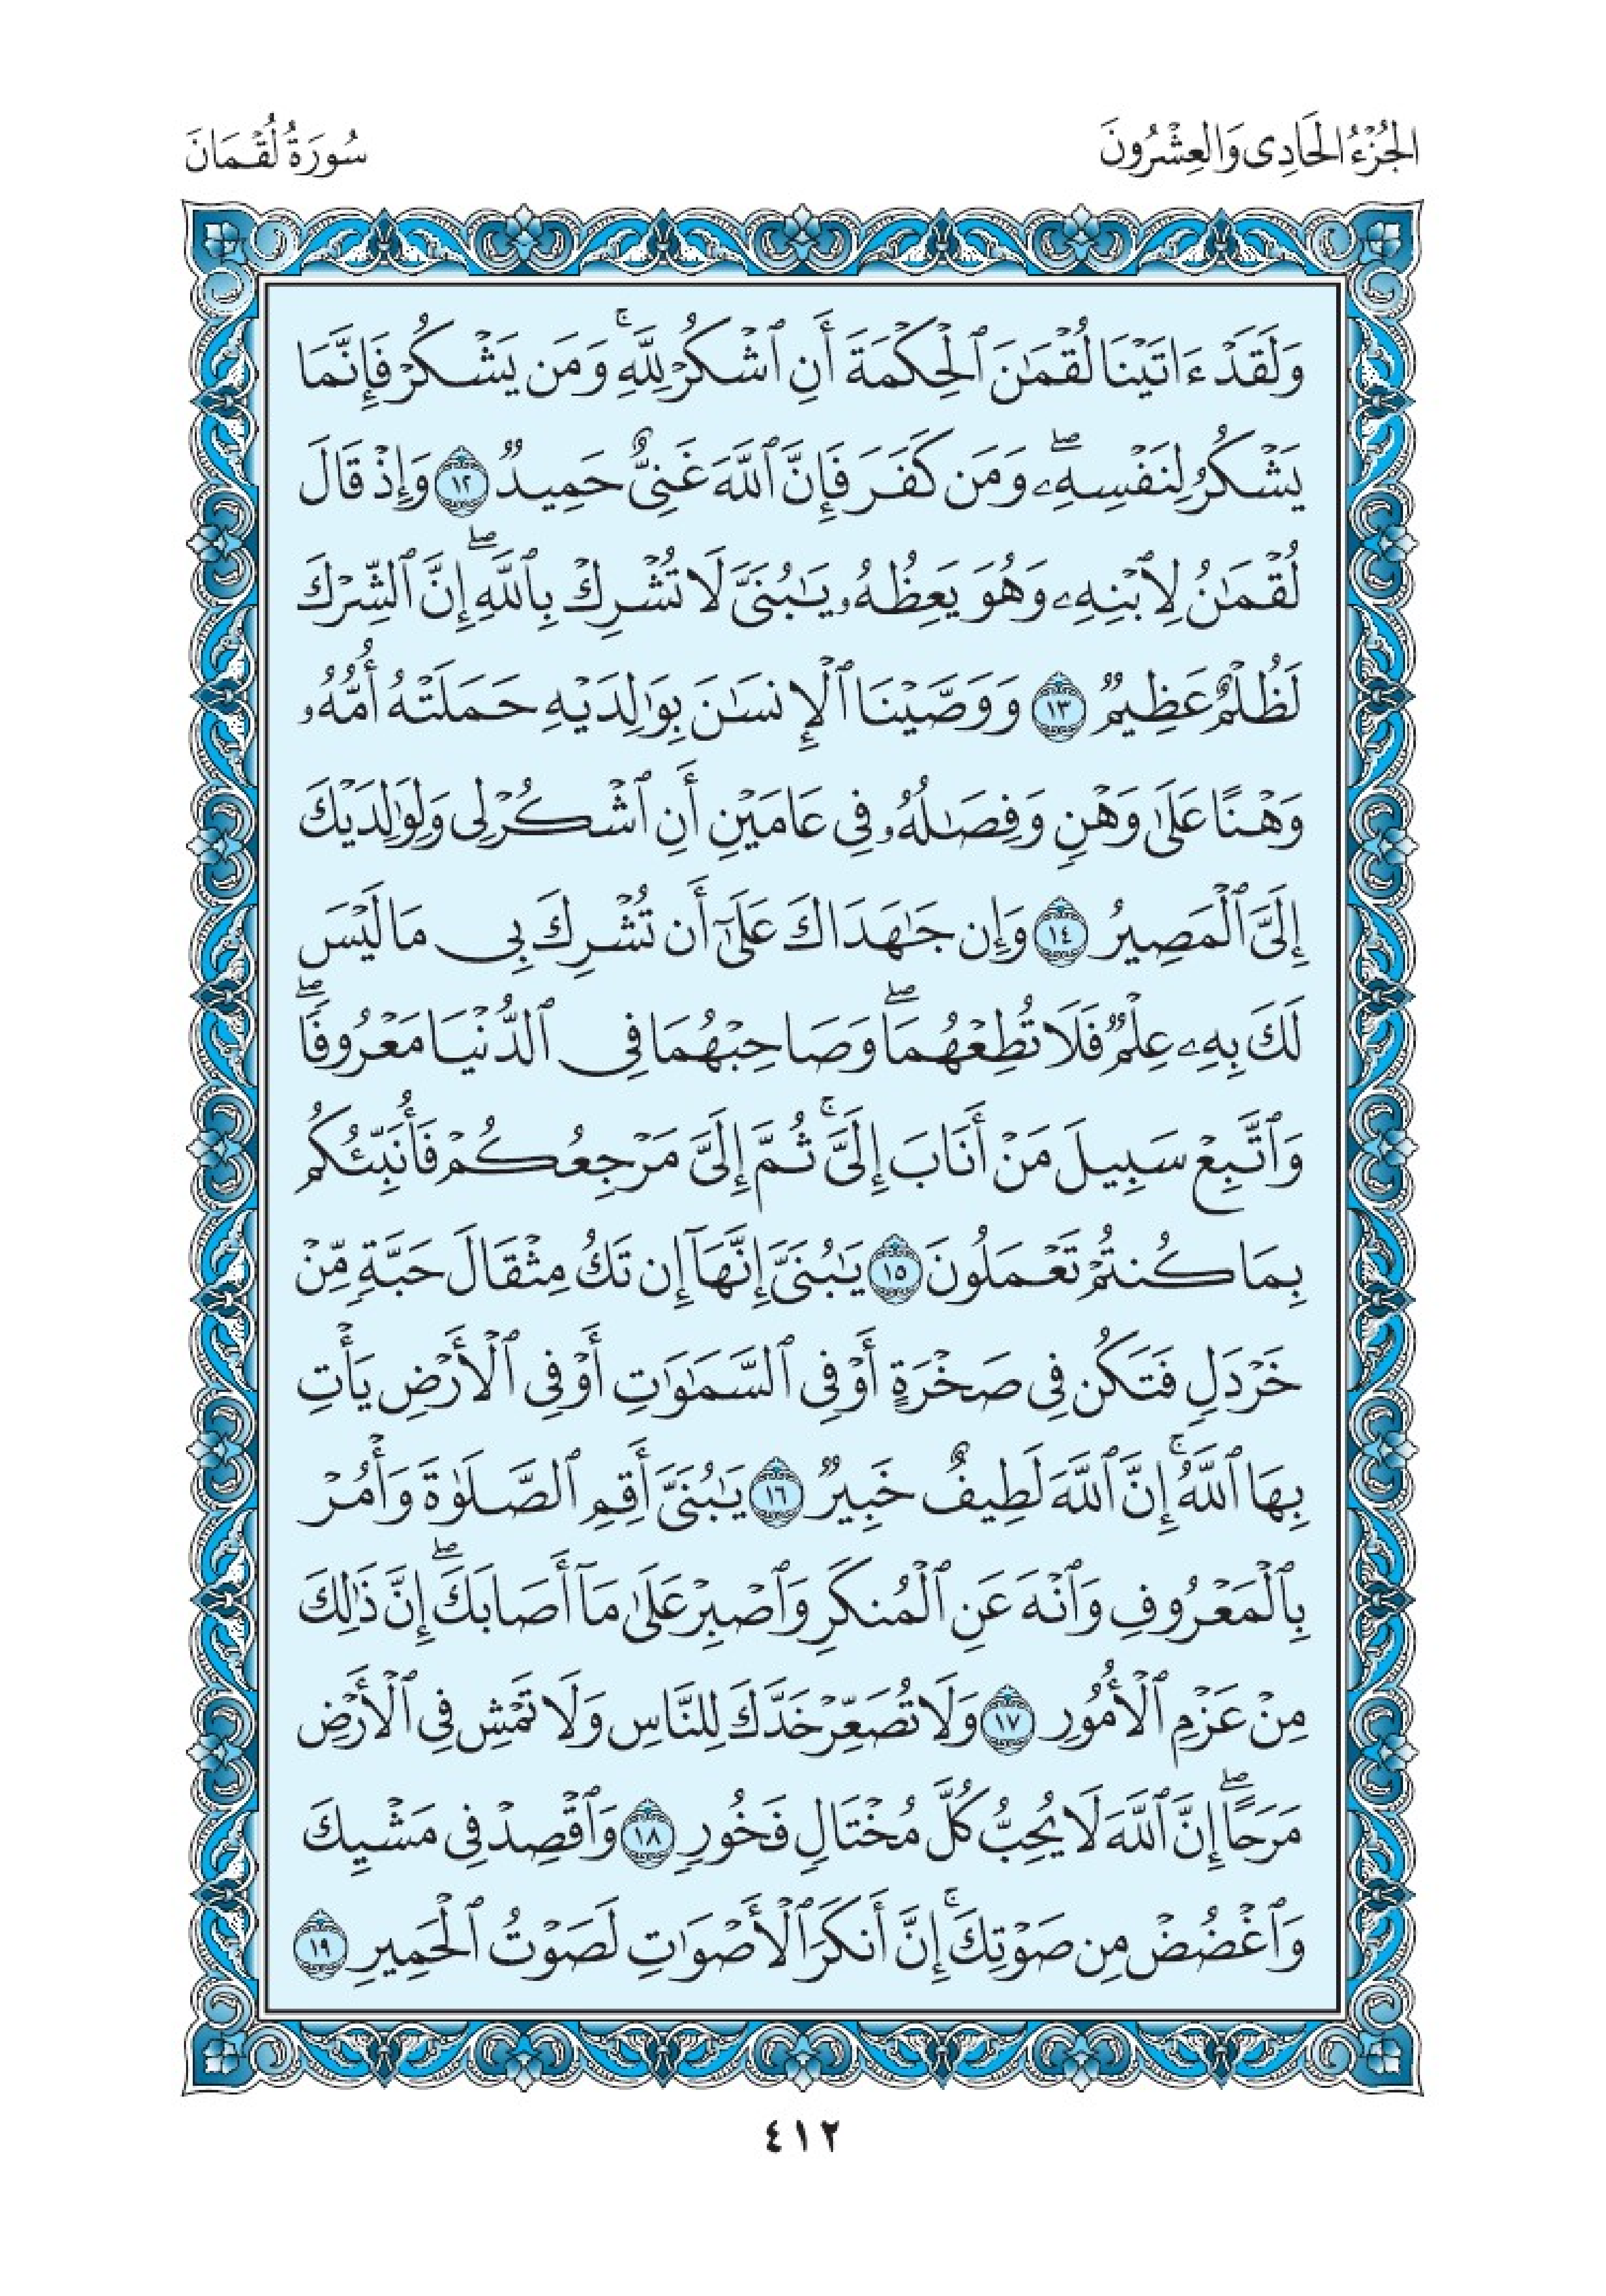 الجُزْءُ الحَادِى وَالعِشْرُونَ
سُورَةُ لُقْمَانَ
وَلَقَدْ ءَاتَيْنَا لُقْمَـٰنَ ٱلْحِكْمَةَ أَنِ ٱشْكُرْ لِلَّهِ ۚ وَمَن يَشْكُرْ فَإِنَّمَا
يَشْكُرُ لِنَفْسِهِۦ ۖ وَمَن كَفَرَ فَإِنَّ ٱللَّهَ غَنِىٌّ حَمِيدٌ ١٢ وَإِذْ قَالَ
لُقْمَـٰنُ لِٱبْنِهِۦ وَهُوَ يَعِظُهُۥ يَـٰبُنَىَّ لَا تُشْرِكْ بِٱللَّهِ ۖ إِنَّ ٱلشِّرْكَ
لَظُلْمٌ عَظِيمٌ ١٣ وَوَصَّيْنَا ٱلْإِنسَـٰنَ بِوَٰلِدَيْهِ حَمَلَتْهُ أُمُّهُۥ
وَهْنًا عَلَىٰ وَهْنٍ وَفِصَـٰلُهُۥ فِى عَامَيْنِ أَنِ ٱشْكُرْ لِى وَلِوَٰلِدَيْكَ
إِلَىَّ ٱلْمَصِيرُ ١٤ وَإِن جَـٰهَدَاكَ عَلَىٰٓ أَن تُشْرِكَ بِى مَا لَيْسَ
لَكَ بِهِۦ عِلْمٌ فَلَا تُطِعْهُمَا ۖ وَصَاحِبْهُمَا فِى ٱلدُّنْيَا مَعْرُوفًا ۖ
وَٱتَّبِعْ سَبِيلَ مَنْ أَنَابَ إِلَىَّ ۚ ثُمَّ إِلَىَّ مَرْجِعُكُمْ فَأُنَبِّئُكُم
بِمَا كُنتُمْ تَعْمَلُونَ ١٥ يَـٰبُنَىَّ إِنَّهَآ إِن تَكُ مِثْقَالَ حَبَّةٍ مِّنْ
خَرْدَلٍ فَتَكُن فِى صَخْرَةٍ أَوْ فِى ٱلسَّمَـٰوَٰتِ أَوْ فِى ٱلْأَرْضِ يَأْتِ
بِهَا ٱللَّهُ ۚ إِنَّ ٱللَّهَ لَطِيفٌ خَبِيرٌ ١٦ يَـٰبُنَىَّ أَقِمِ ٱلصَّلَوٰةَ وَأْمُرْ
بِٱلْمَعْرُوفِ وَٱنْهَ عَنِ ٱلْمُنكَرِ وَٱصْبِرْ عَلَىٰ مَآ أَصَابَكَ ۖ إِنَّ ذَٰلِكَ
مِنْ عَزْمِ ٱلْأُمُورِ ١٧ وَلَا تُصَعِّرْ خَدَّكَ لِلنَّاسِ وَلَا تَمْشِ فِى ٱلْأَرْضِ
مَرَحًا ۖ إِنَّ ٱللَّهَ لَا يُحِبُّ كُلَّ مُخْتَالٍ فَخُورٍ ١٨ وَٱقْصِدْ فِى مَشْيِكَ
وَٱغْضُضْ مِن صَوْتِكَ ۚ إِنَّ أَنكَرَ ٱلْأَصْوَٰتِ لَصَوْتُ ٱلْحَمِيرِ ١٩
٤١٢